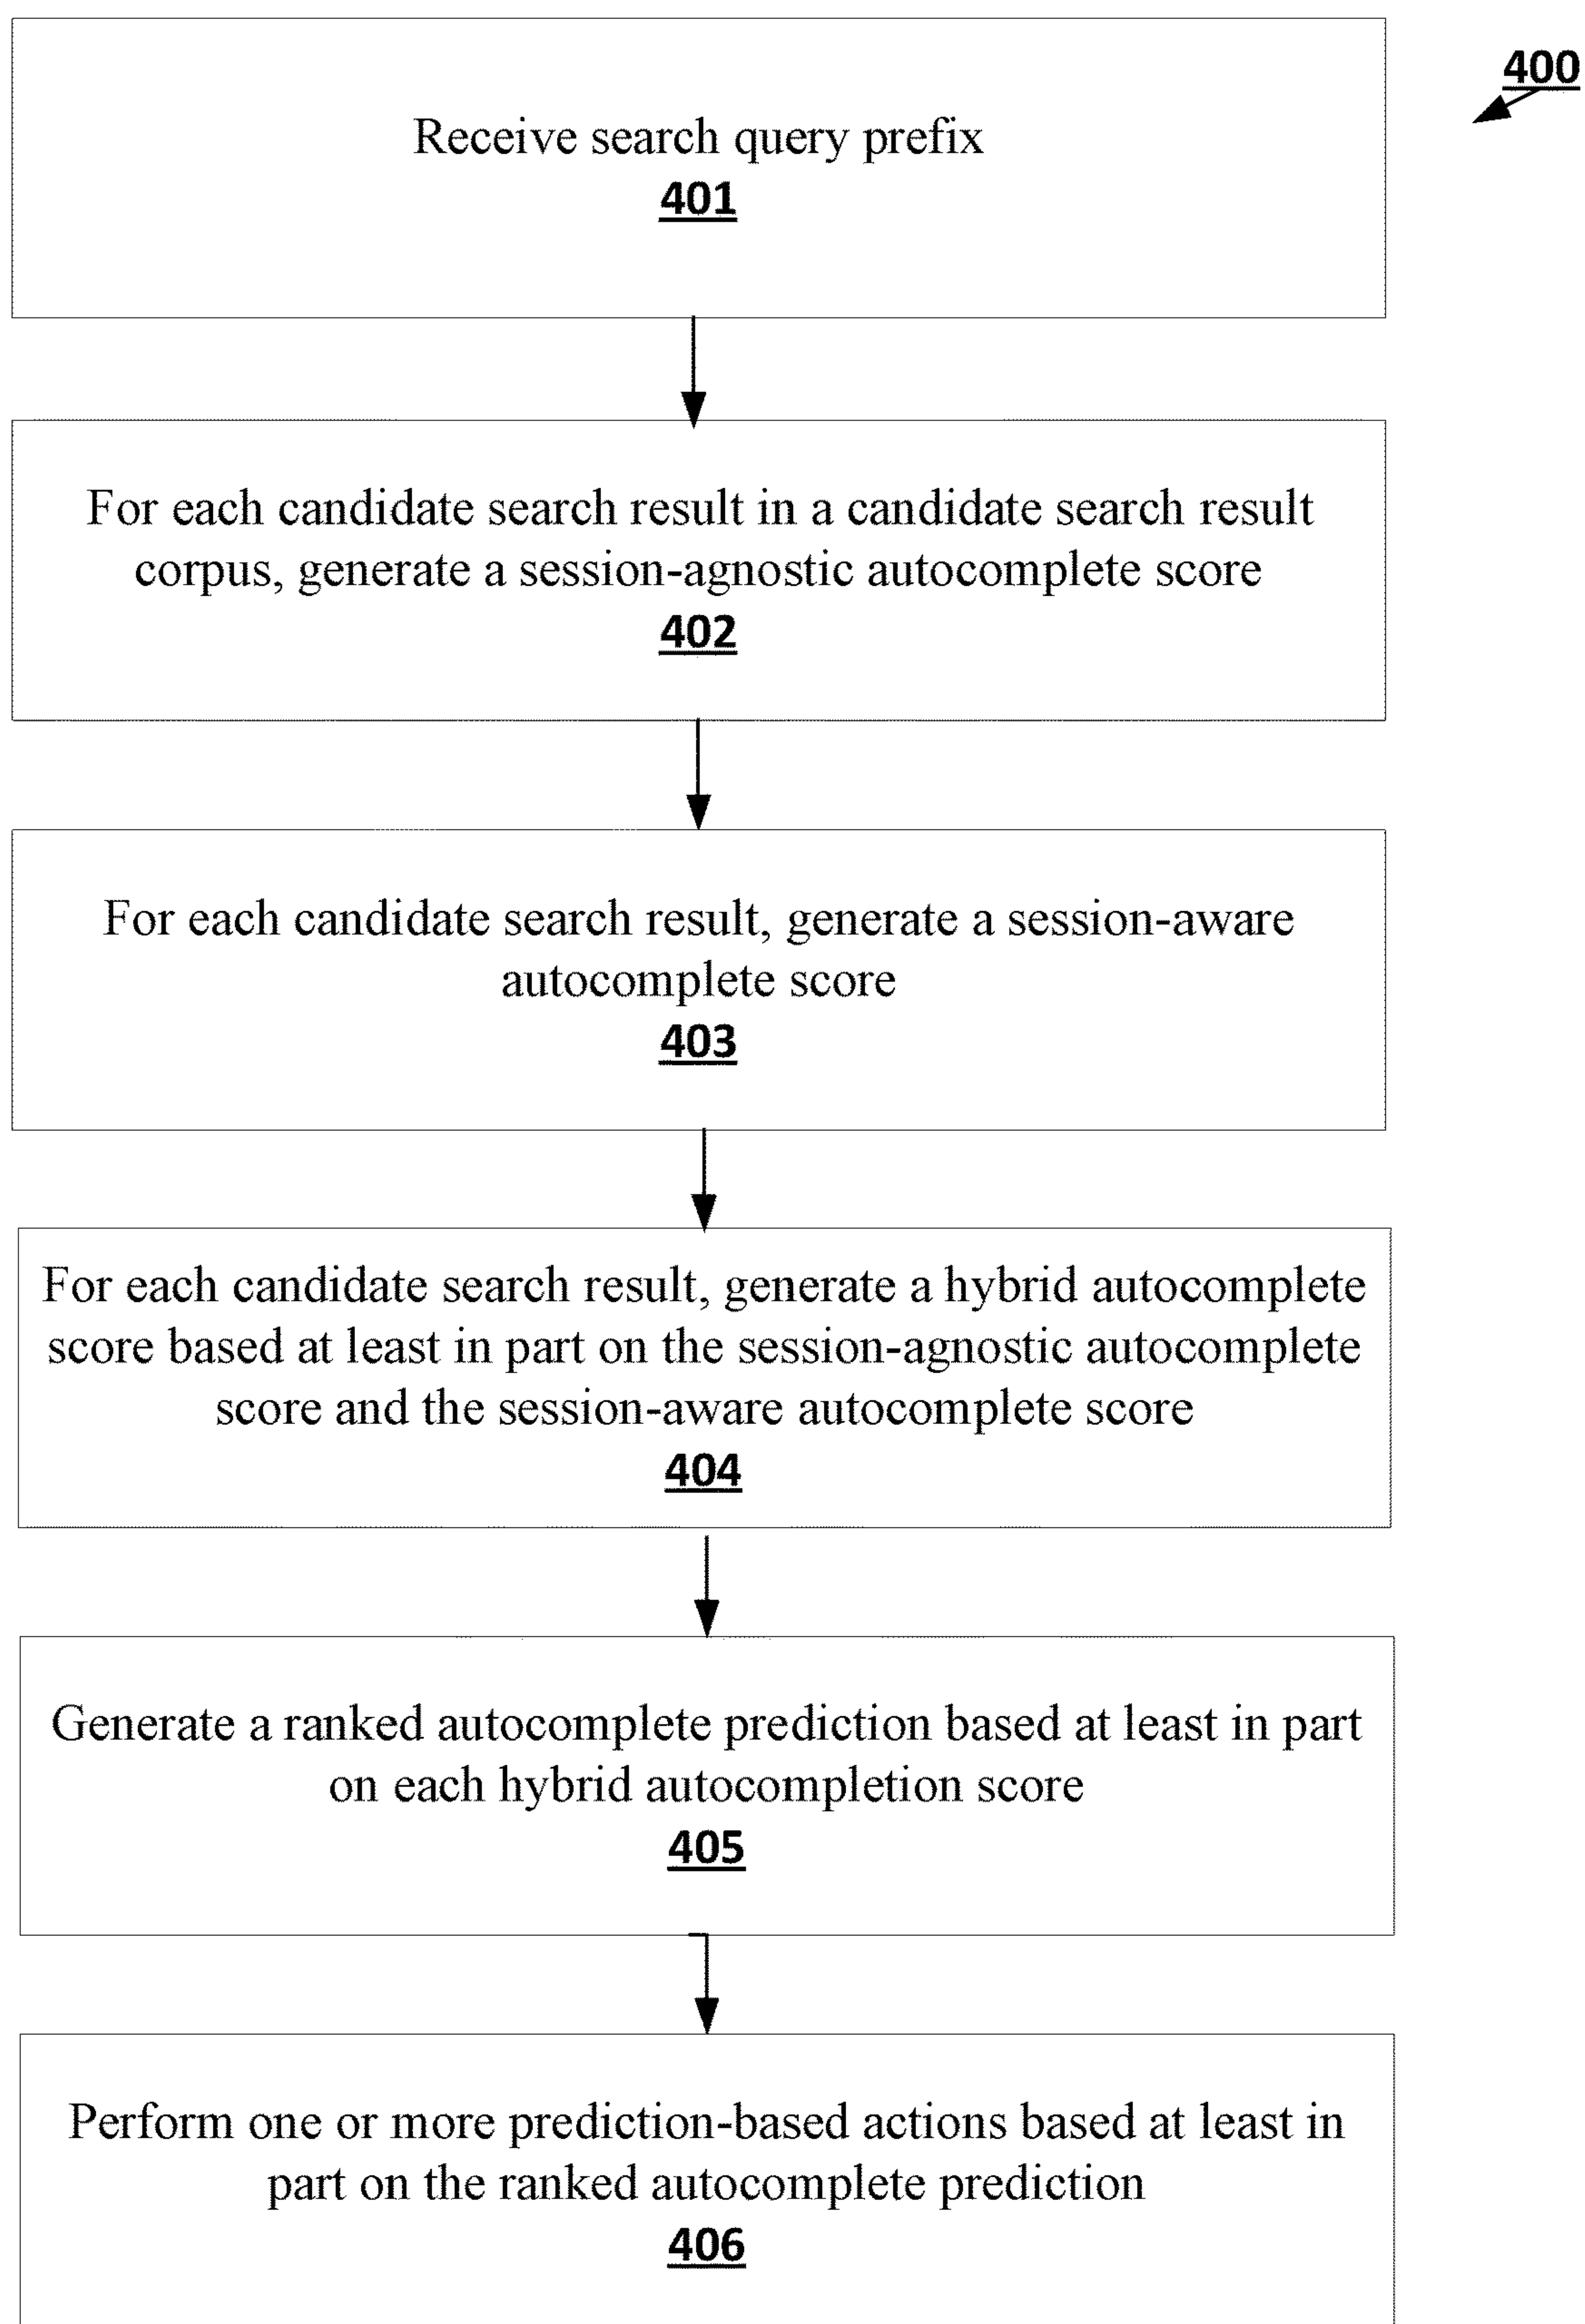 400
Receive search query prefix
401
For each candidate search result in a candidate search result
corpus, generate a session-agnostic autocomplete score
402
For each candidate search result, generate a session-aware
autocomplete score
403
For each candidate search result, generate a hybrid autocomplete
score based at least in part on the session-agnostic autocomplete
score and the session-aware autocomplete score
404
Generate a ranked autocomplete prediction based at least in part
on each hybrid autocompletion score
405
Perform one or more prediction-based actions based at least in
part on the ranked autocomplete prediction
406